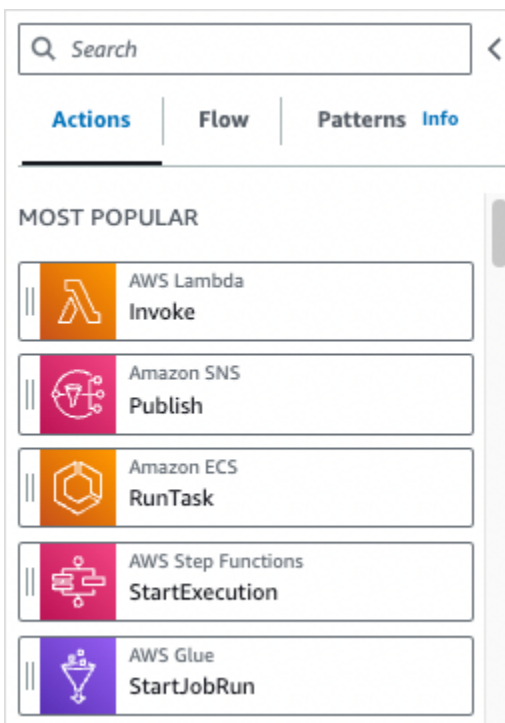 Search
Actions Flow Patterns Info
MOST POPULAR
AWS Lambda
Invoke
Amazon SNS
Publish
Amazon ECS
RunTask
AWS Step Functions
StartExecution
AWS Glue
StartJobRun